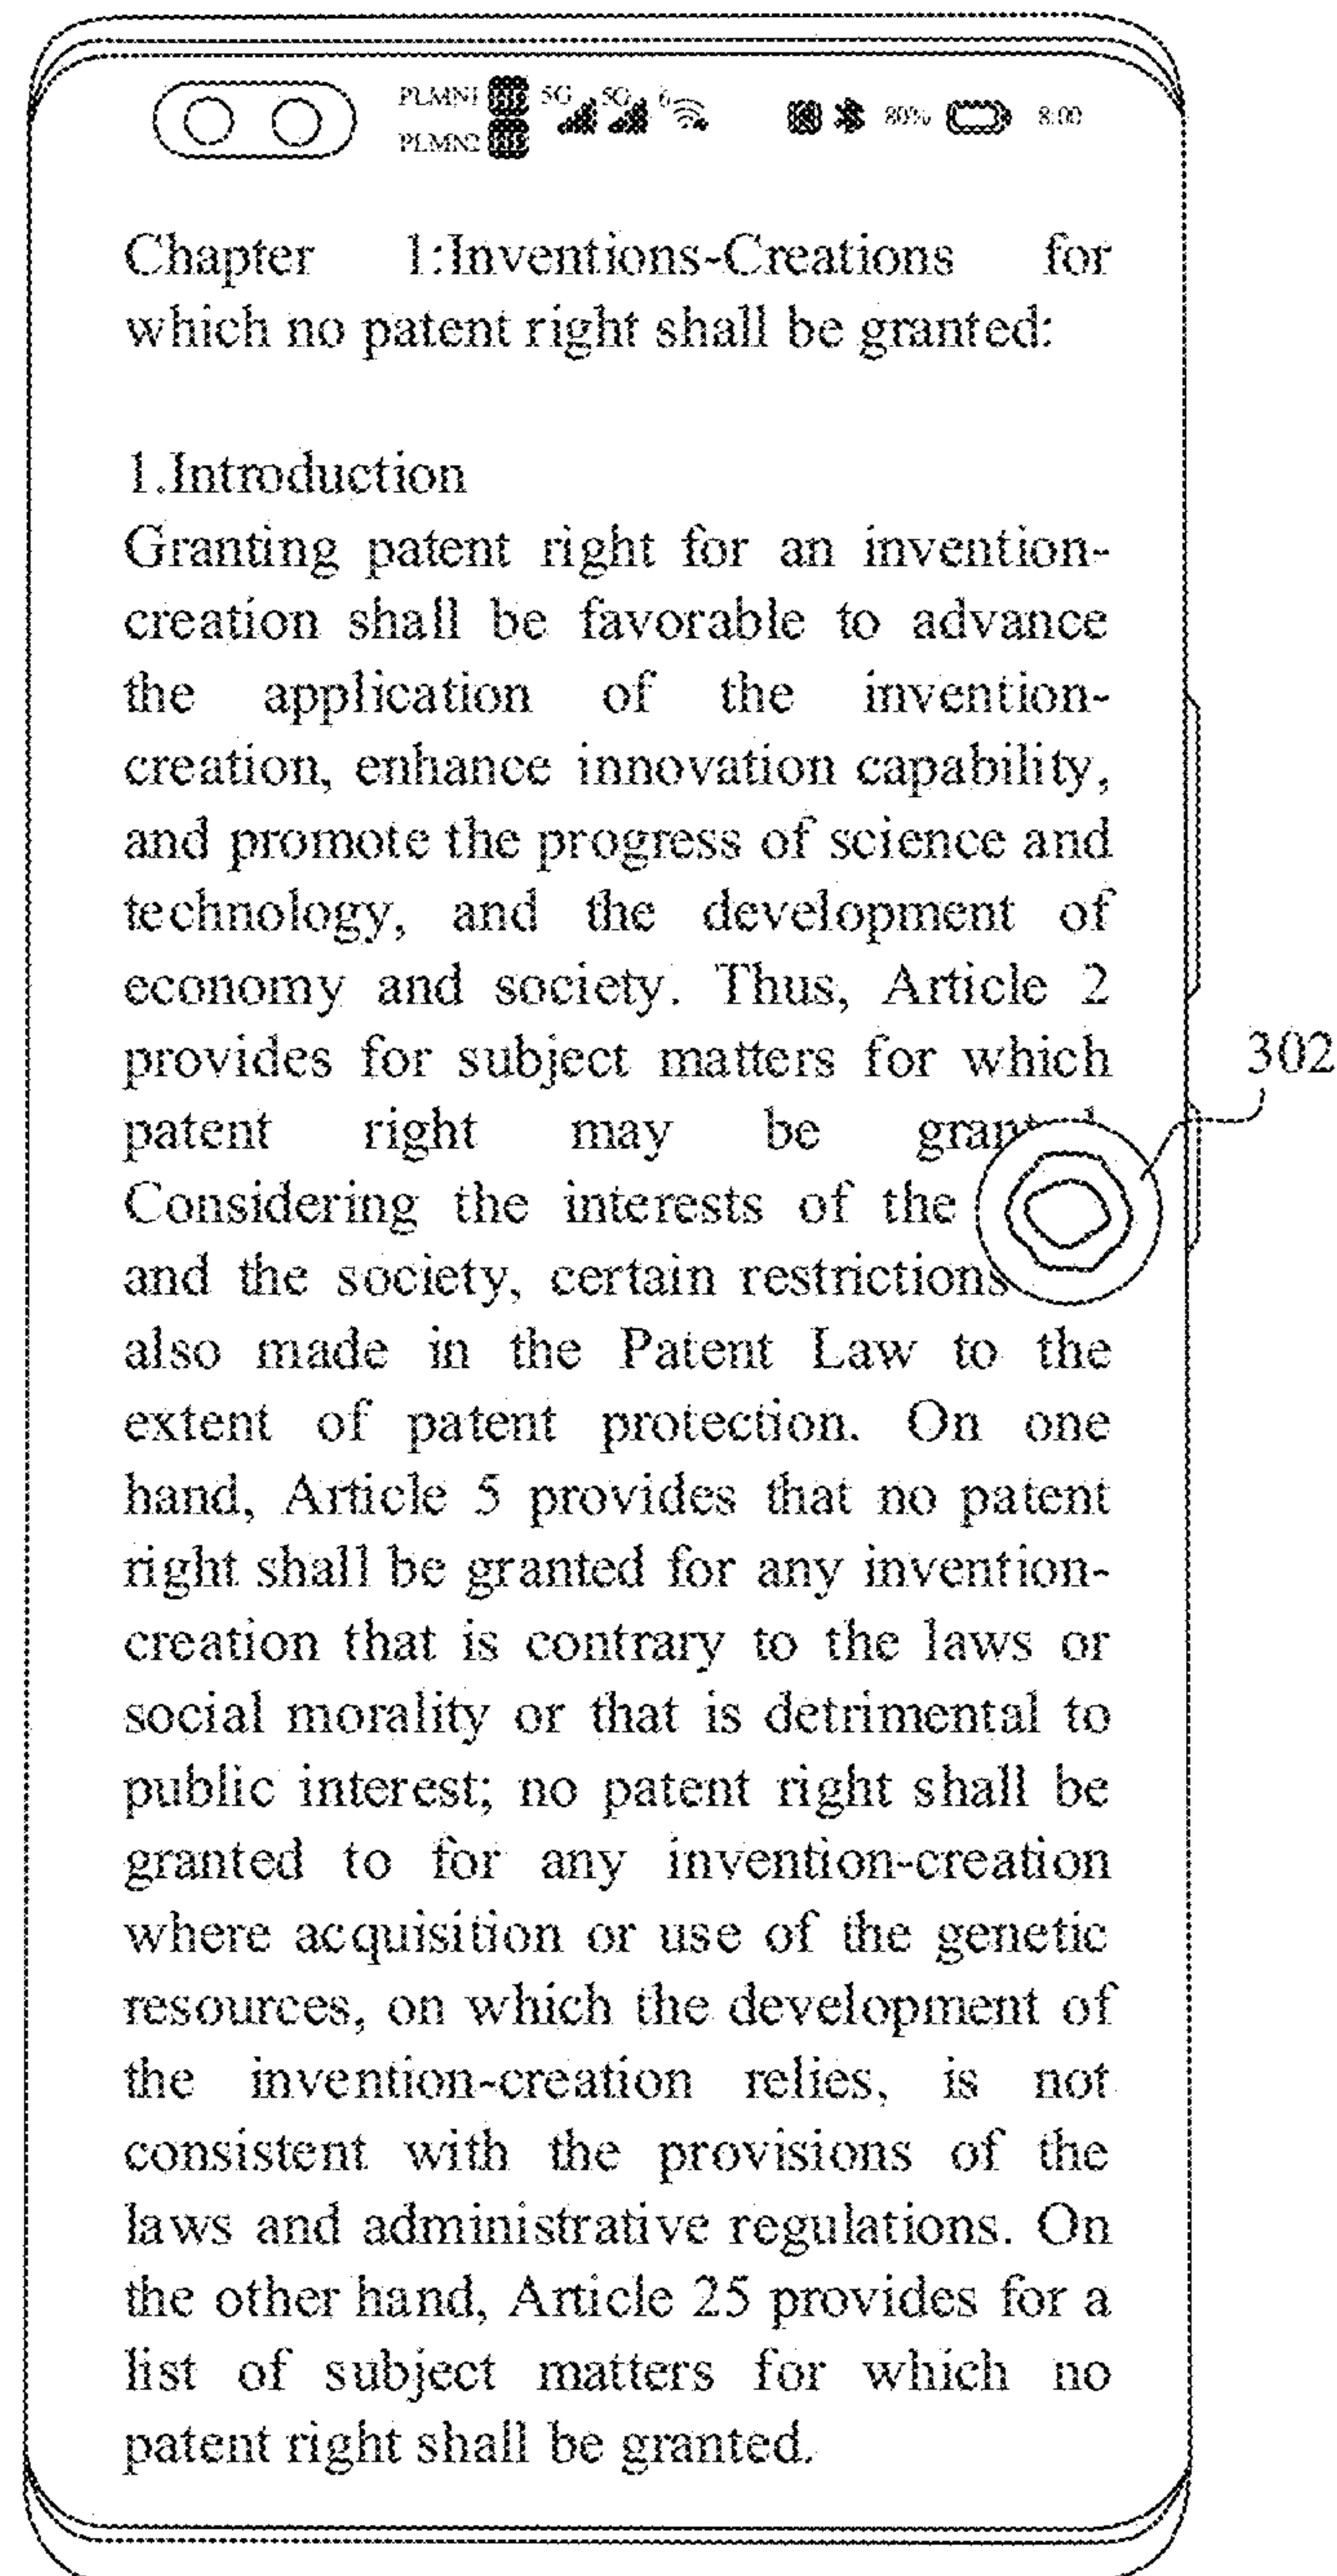 PLMN1 HD 5G 5G 6 80% 8:00
PLMN2 HD
Chapter 1:Inventions-Creations for
which no patent right shall be granted:
1.Introduction
Granting patent right for an invention-
creation shall be favorable to advance
the application of the invention-
creation, enhance innovation capability,
and promote the progress of science and
technology, and the development of
economy and society. Thus, Article 2
provides for subject matters for which
302
patent right may be
Considering the interests of the
and the society, certain restrictions
also made in the Patent Law to the
extent of patent protection. On one
hand, Article 5 provides that no patent
right shall be granted for any invention-
creation that is contrary to the laws or
social morality or that is detrimental to
public interest; no patent right shall be
granted to for any invention-creation
where acquisition or use of the genetic
resources, on which the development of
the invention-creation relies, is not
consistent with the provisions of the
laws and administrative regulations. On
the other hand, Article 25 provides for a
list of subject matters for which no
patent right shall be granted.